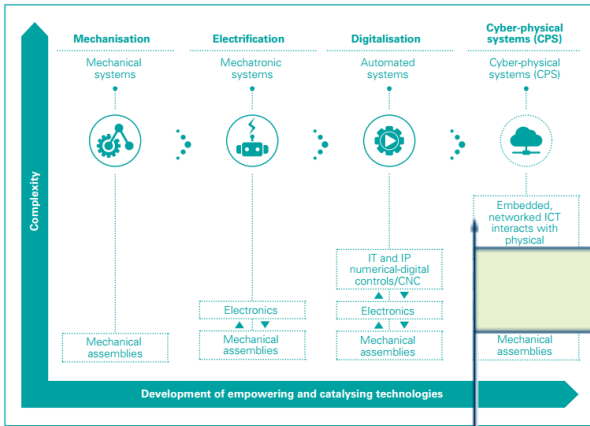 Mechanisation
Electrification
Digitalisation
Cyber-physical
systems (CPS)
Mechanical
systems
Mechatronic
systems
Automated
systems
Cyber-physical
systems (CPS)
Complexity
Embedded,
networked ICT
interacts with
physical
IT and IP
numerical-digital
controls/CNC
Electronics
Electronics
Mechanical
assemblies
Mechanical
assemblies
Mechanical
assemblies
Mechanical
assemblies
Development of empowering and catalysing technologies